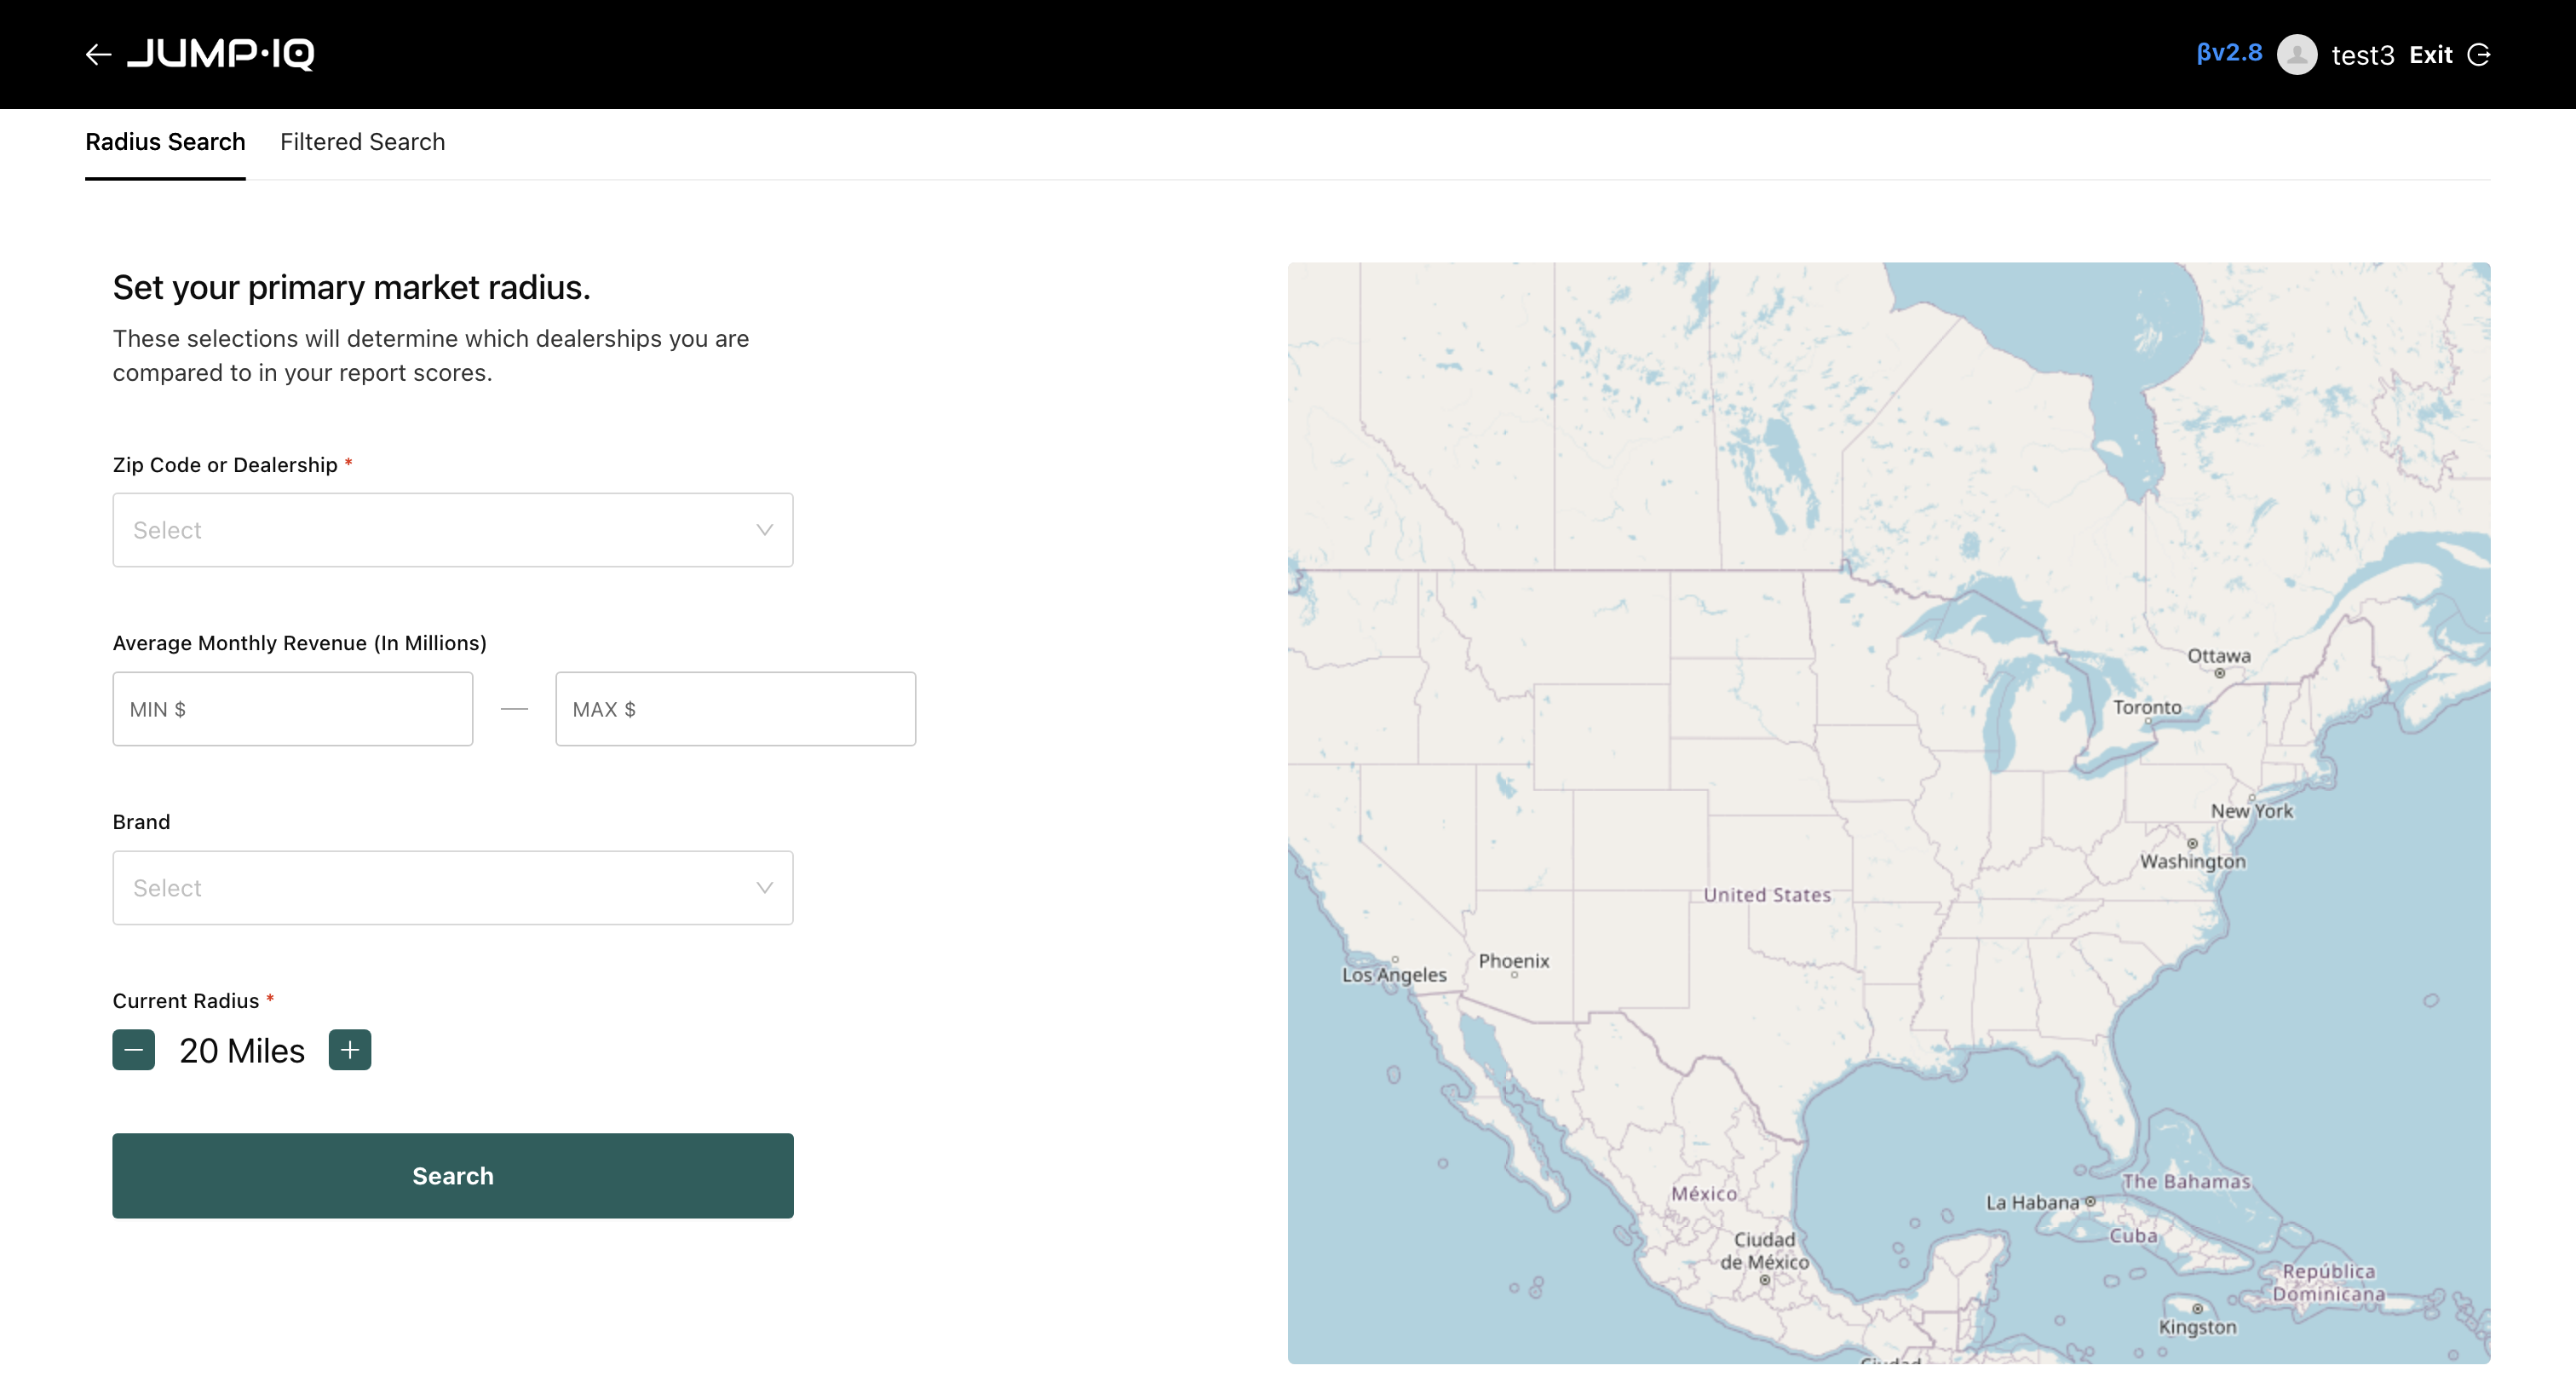 JUMP·IQ
βv2.8
test3
Exit
Radius Search
Filtered Search
Set your primary market radius.
These selections will determine which dealerships you are
compared to in your report scores.
Zip Code or Dealership *
Select
Average Monthly Revenue (In Millions)
MIN $
MAX $
Brand
Select
Current Radius *
20 Miles
Search
Ottawa
Toronto
New York
Washington
United States
Phoenix
Los Angeles
The Bahamas
México
La Habana
Cuba
Ciudad
de México
República
Dominicana
Kingston